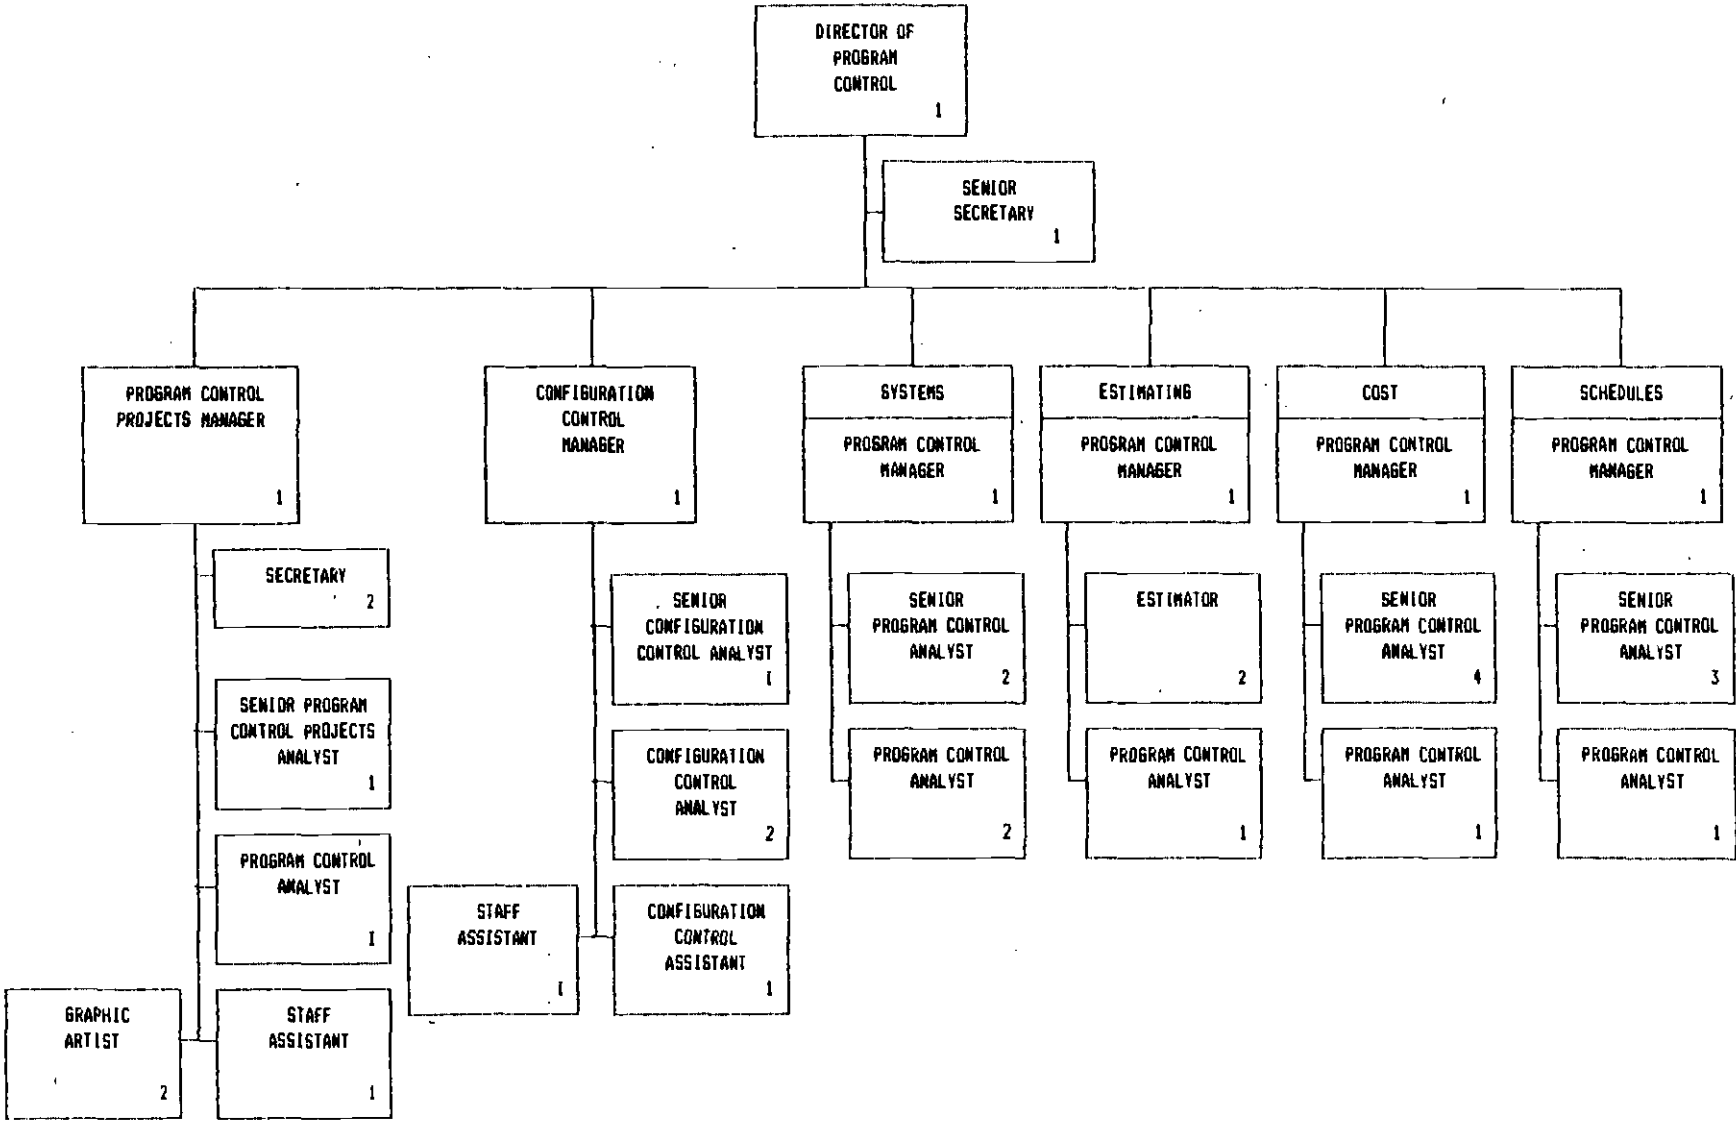 DIRECTOR OF
PROGRAM
CONTROL
1
SENIOR
SECRETARY
1
PROGRAM CONTROL
PROJECTS MANAGER
1
CONFIGURATION
CONTROL
MANAGER
1
SYSTEMS
PROGRAM CONTROL
MANAGER
1
ESTIMATING
PROGRAM CONTROL
MANAGER
1
COST
PROGRAM CONTROL
MANAGER
1
SCHEDULES
PROGRAM CONTROL
MANAGER
1
SECRETARY
2
SENIOR PROGRAM
CONTROL PROJECTS
ANALYST
1
PROGRAM CONTROL
ANALYST
1
GRAPHIC
ARTIST
2
STAFF
ASSISTANT
1
SENIOR
CONFIGURATION
CONTROL ANALYST
1
CONFIGURATION
CONTROL
ANALYST
2
STAFF
ASSISTANT
1
CONFIGURATION
CONTROL
ASSISTANT
1
SENIOR
PROGRAM CONTROL
ANALYST
2
PROGRAM CONTROL
ANALYST
2
ESTIMATOR
2
PROGRAM CONTROL
ANALYST
1
SENIOR
PROGRAM CONTROL
ANALYST
4
PROGRAM CONTROL
ANALYST
1
SENIOR
PROGRAM CONTROL
ANALYST
3
PROGRAM CONTROL
ANALYST
1